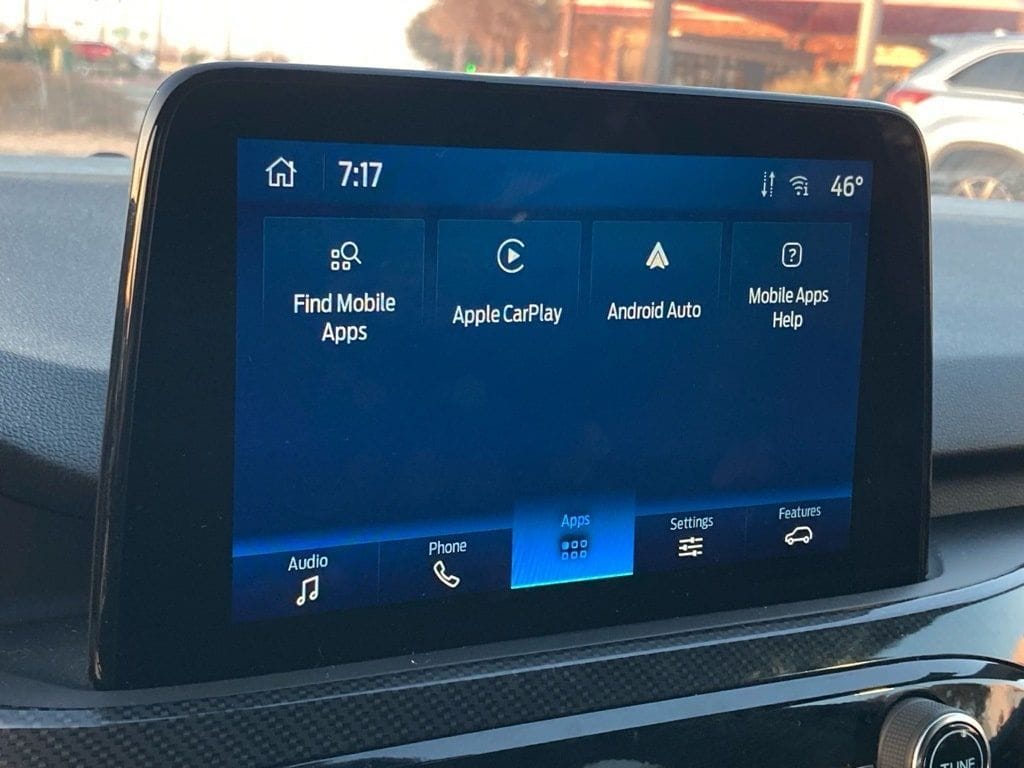 7:17
46°
Find Mobile
Apps
Apple CarPlay
Android Auto
Mobile Apps
Help
Audio
Phone
Apps
Settings
Features
TUNE